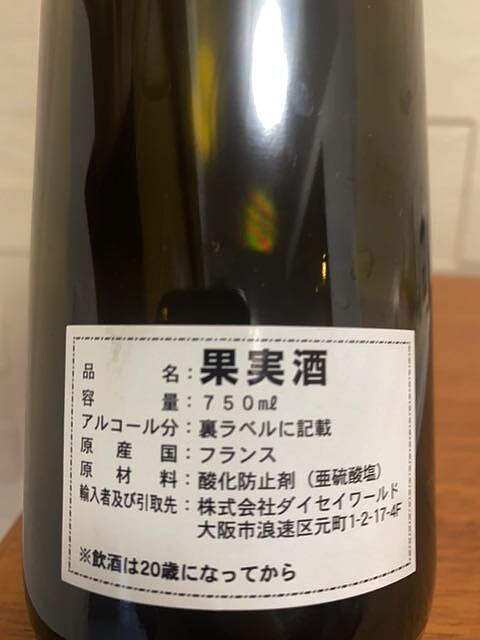 品名：果実酒
容量：７５０㎖
アルコール分：裏ラベルに記載
原産国：フランス
原材料：酸化防止剤（亜硫酸塩）
輸入者及び引取先：株式会社ダイセイワールド
大阪市浪速区元町1-2-17-4F
※飲酒は20歳になってから